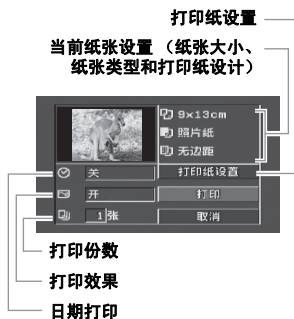 打印纸设置
当前纸张设置 （纸张大小、
纸张类型和打印纸设计）
9x13cm
照片纸
无边距
关
打印纸设置
开
打印
1张
取消
打印份数
打印效果
日期打印